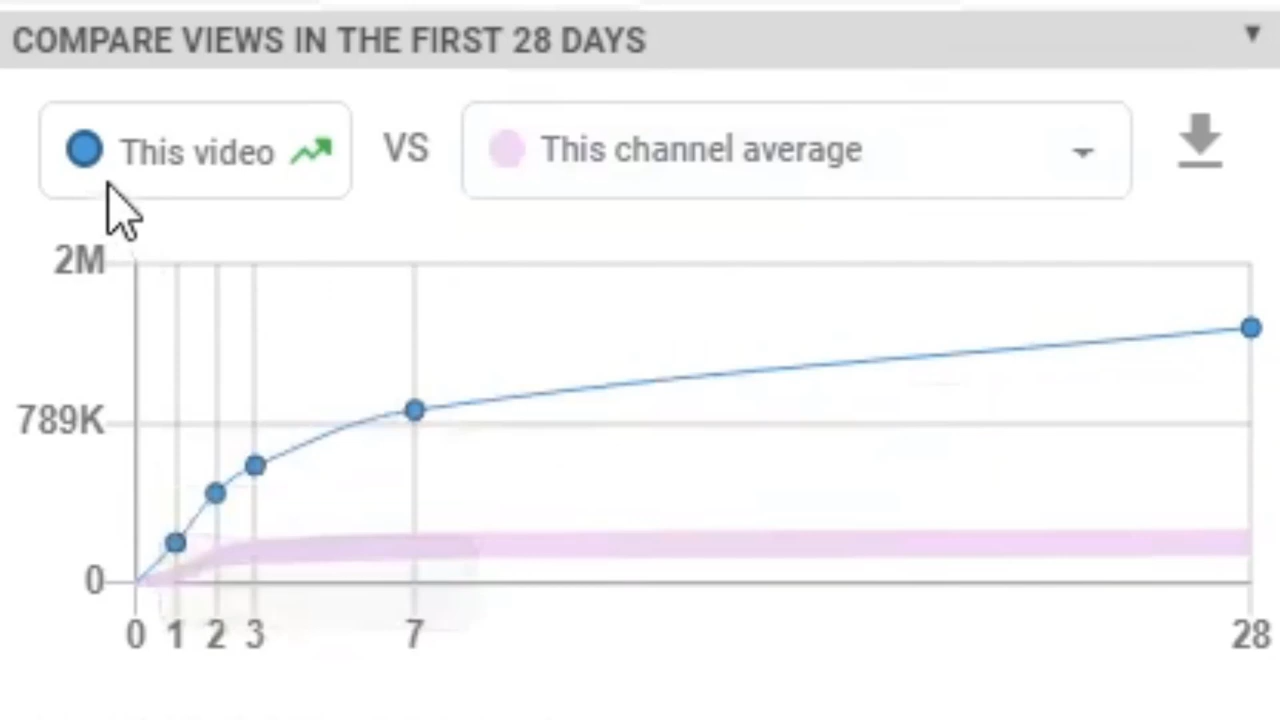 COMPARE VIEWS IN THE FIRST 28 DAYS ▼
This video VS This channel average
2M
789K
0
0 1 2 3 7 28